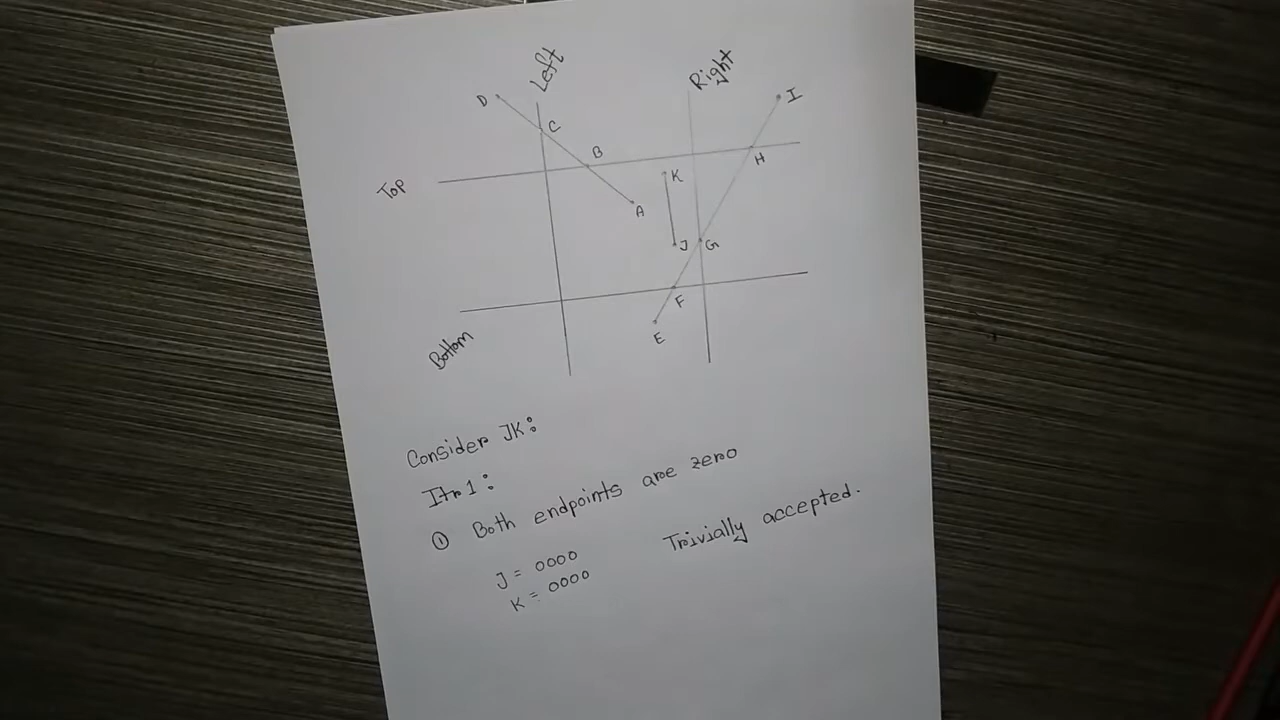 Left
Right
D
I
C
B
H
Top
K
A
J
G
F
E
Bottom
Consider JK:
Itr 1:
① Both endpoints are zero
J = 0000
Trivially accepted.
K = 0000